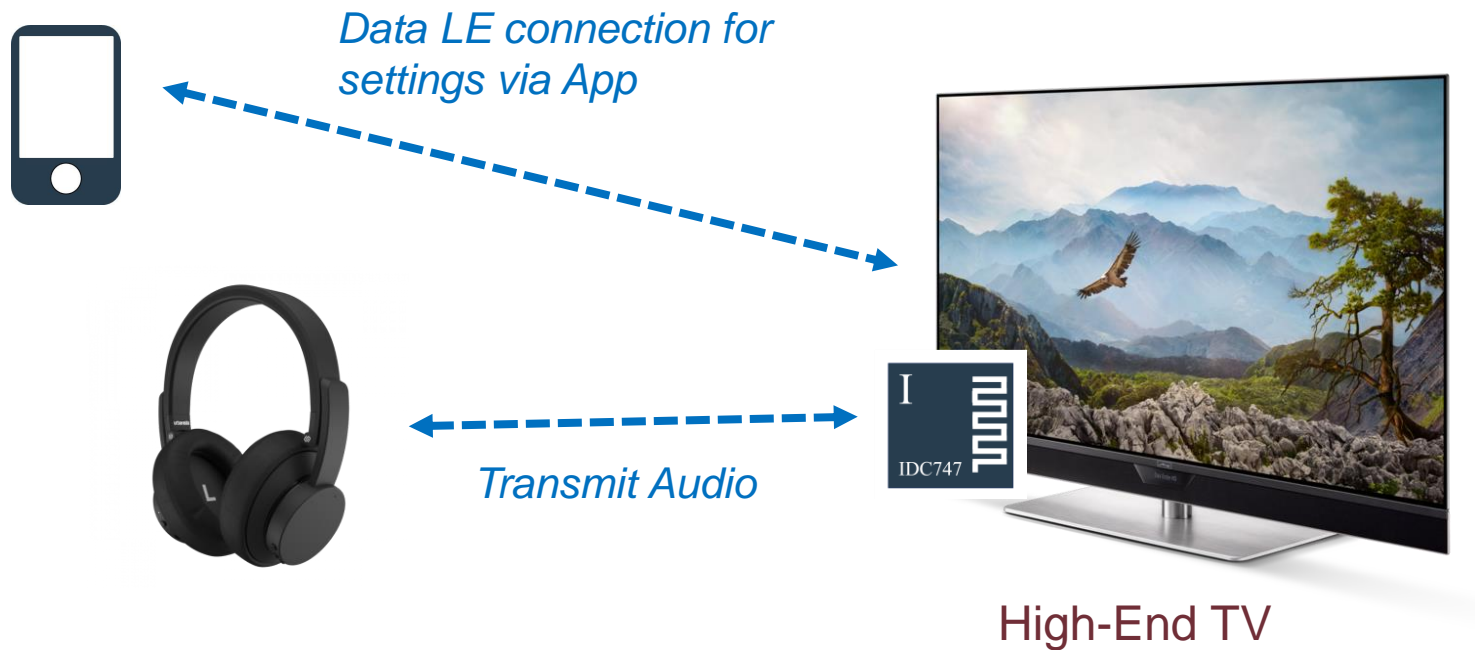 Data LE connection for
settings via App
I
IDC747
L
Transmit Audio
High-End TV